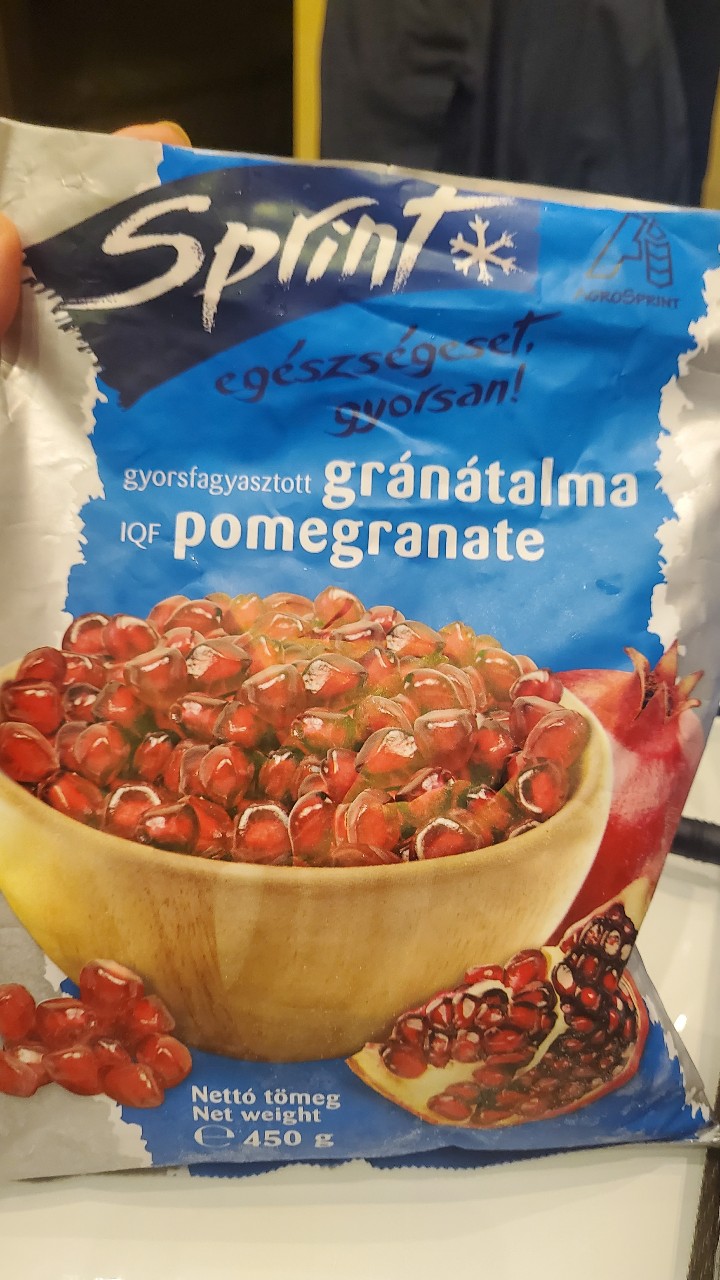 Sprint
AGROSPRINT
egészségeset,
gyorsan!
gyorsfagyasztott gránátalma
IQF pomegranate
Nettó tömeg
Net weight
℮ 450 g